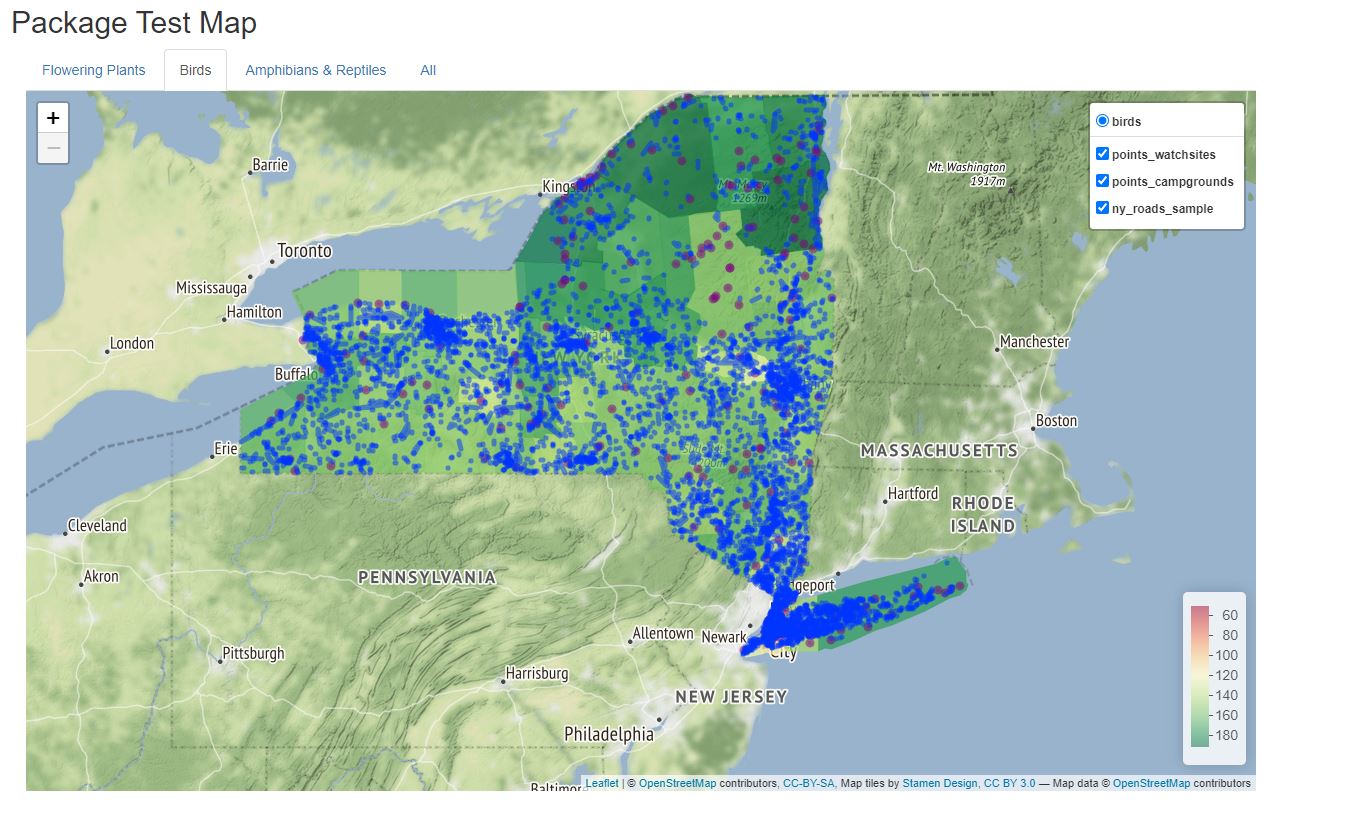 Package Test Map
Flowering Plants Birds Amphibians & Reptiles All
+
−
birds
points_watchsites
points_campgrounds
ny_roads_sample
Barrie
Mt. Washington
1917m
Toronto
Mississauga
Hamilton
London
Buffalo
Manchester
Boston
MASSACHUSETTS
Erie
Hartford
RHODE
ISLAND
Cleveland
Akron
PENNSYLVANIA
Allentown
Newark
City
Pittsburgh
Harrisburg
NEW JERSEY
Philadelphia
60
80
100
120
140
160
180
Leaflet | © OpenStreetMap contributors, CC-BY-SA, Map tiles by Stamen Design, CC BY 3.0 — Map data © OpenStreetMap contributors